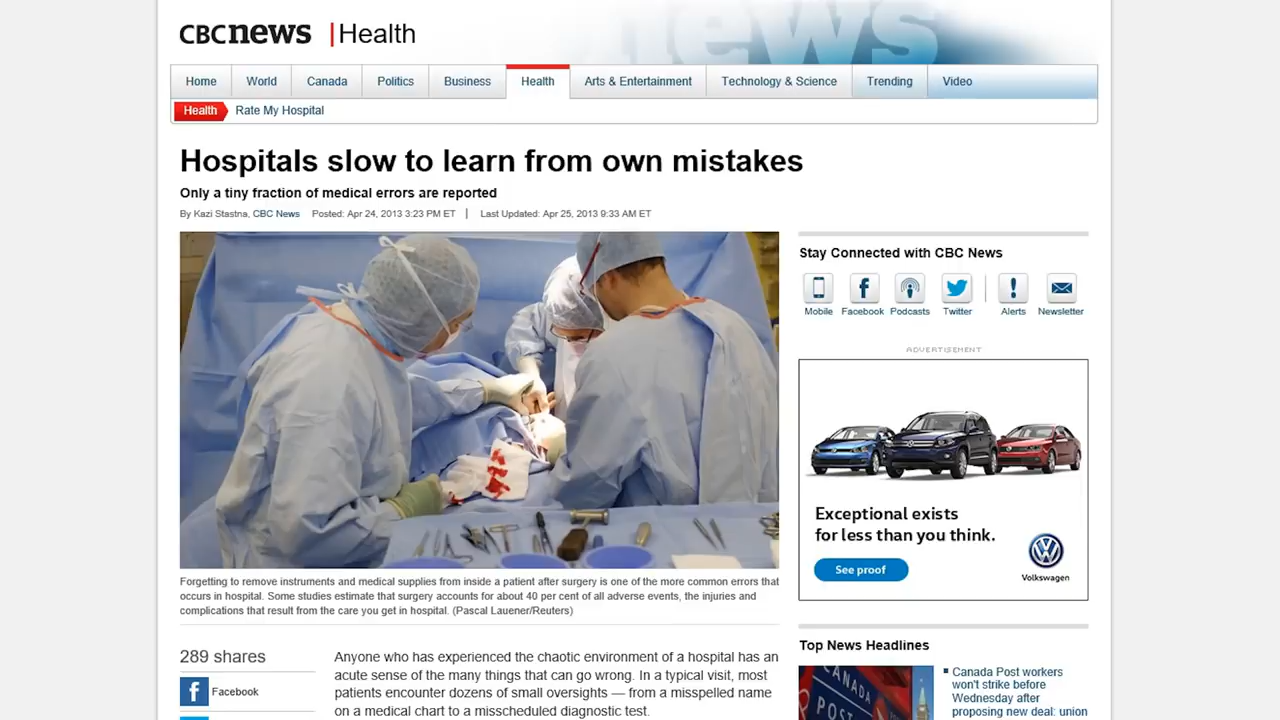 CBCnews | Health
news
Home World Canada Politics Business Health Arts & Entertainment Technology & Science Trending Video
Health Rate My Hospital
Hospitals slow to learn from own mistakes
Only a tiny fraction of medical errors are reported
By Kazi Stastna, CBC News Posted: Apr 24, 2013 3:23 PM ET | Last Updated: Apr 25, 2013 9:33 AM ET
Forgetting to remove instruments and medical supplies from inside a patient after surgery is one of the more common errors that
occurs in hospital. Some studies estimate that surgery accounts for about 40 per cent of all adverse events, the injuries and
complications that result from the care you get in hospital. (Pascal Lauener/Reuters)
289 shares
Facebook
Anyone who has experienced the chaotic environment of a hospital has an
acute sense of the many things that can go wrong. In a typical visit, most
patients encounter dozens of small oversights — from a misspelled name
on a medical chart to a misscheduled diagnostic test.
Stay Connected with CBC News
Mobile Facebook Podcasts Twitter Alerts Newsletter
ADVERTISEMENT
Exceptional exists
for less than you think.
See proof
Volkswagen
Top News Headlines
CANADA
POST
Canada Post workers
won't strike before
Wednesday after
proposing new deal: union